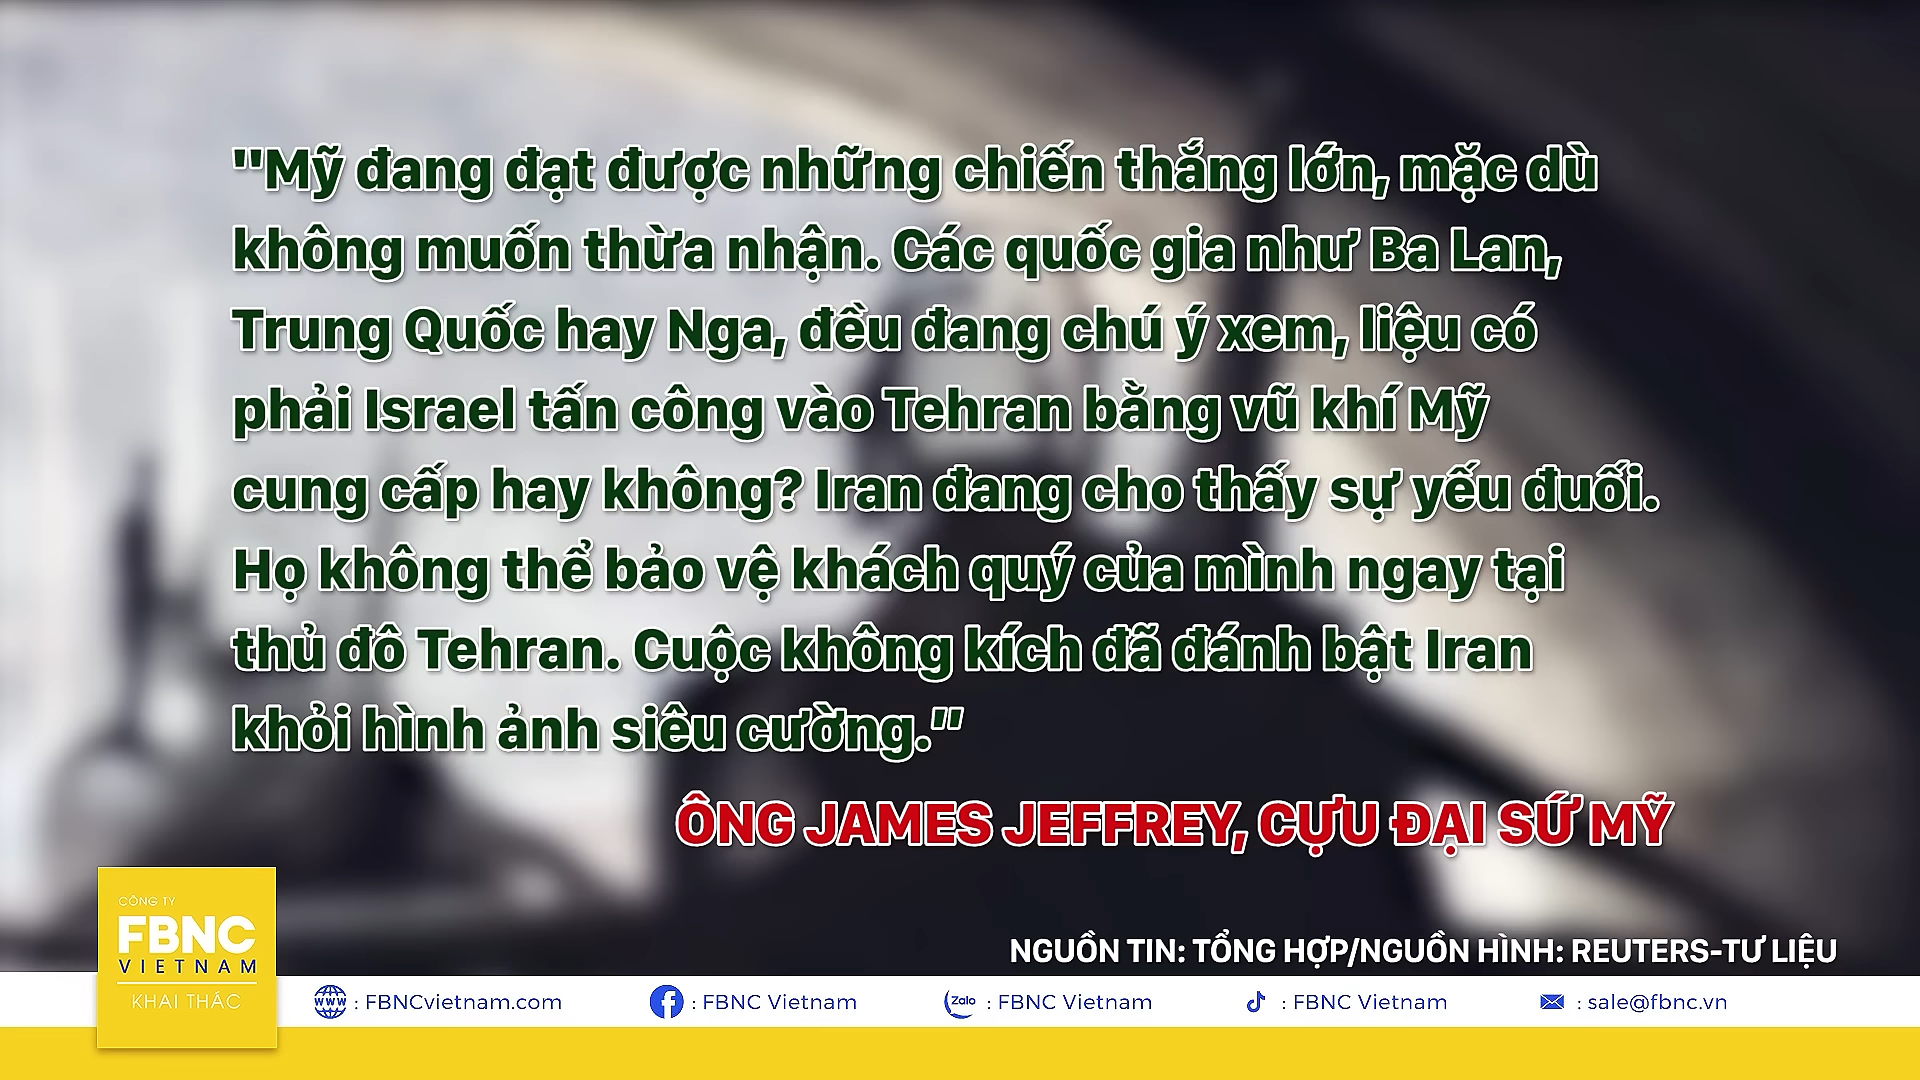 "Mỹ đang đạt được những chiến thắng lớn, mặc dù
không muốn thừa nhận. Các quốc gia như Ba Lan,
Trung Quốc hay Nga, đều đang chú ý xem, liệu có
phải Israel tấn công vào Tehran bằng vũ khí Mỹ
cung cấp hay không? Iran đang cho thấy sự yếu đuối.
Họ không thể bảo vệ khách quý của mình ngay tại
thủ đô Tehran. Cuộc không kích đã đánh bật Iran
khỏi hình ảnh siêu cường."
ÔNG JAMES JEFFREY, CỰU ĐẠI SỨ MỸ
NGUỒN TIN: TỔNG HỢP/NGUỒN HÌNH: REUTERS-TƯ LIỆU
CÔNG TY
FBNC
VIETNAM
KHAI THÁC
www : FBNCvietnam.com
f : FBNC Vietnam
Zalo : FBNC Vietnam
: FBNC Vietnam
: sale@fbnc.vn